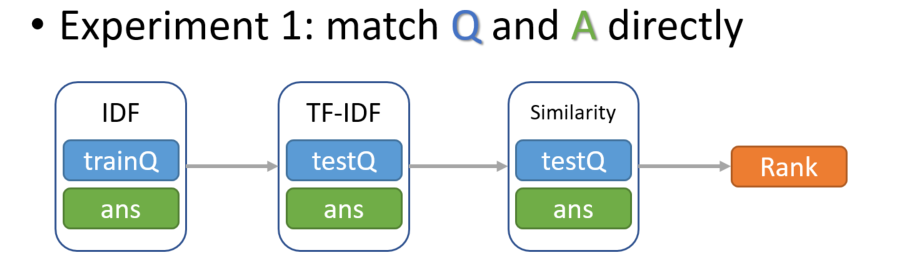 • Experiment 1: match Q and A directly
IDF
trainQ
ans
TF-IDF
testQ
ans
Similarity
testQ
ans
Rank